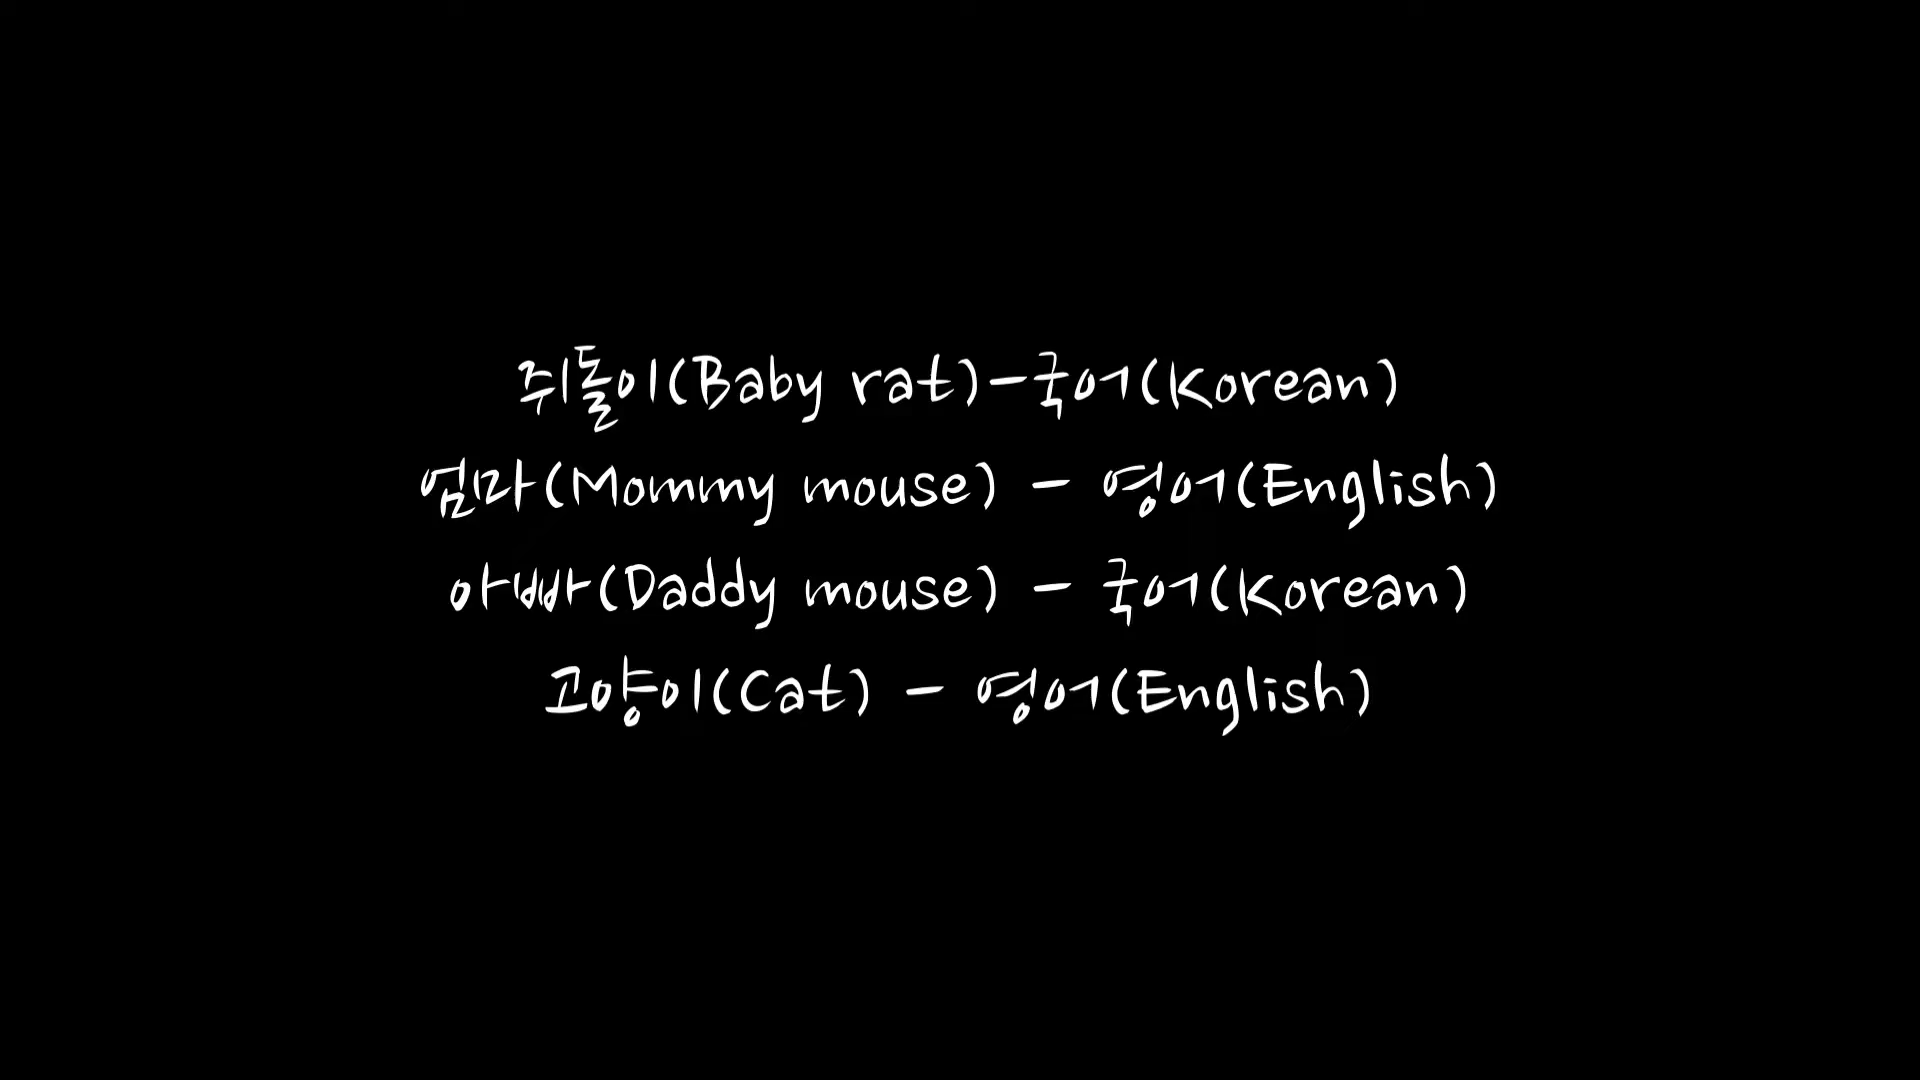 쥐돌이(Baby rat)-국어(Korean)
엄마(Mommy mouse) - 영어(English)
아빠(Daddy mouse) - 국어(Korean)
고양이(Cat) - 영어(English)